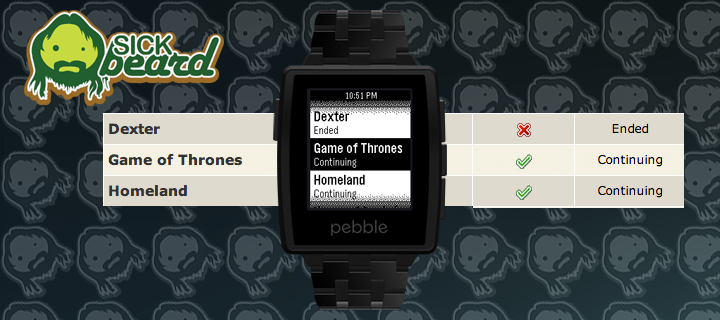 SICK
beard
10:51 PM
Dexter
Ended
Game of Thrones
Continuing
Homeland
Continuing
pebble
Dexter Ended
Game of Thrones Continuing
Homeland Continuing